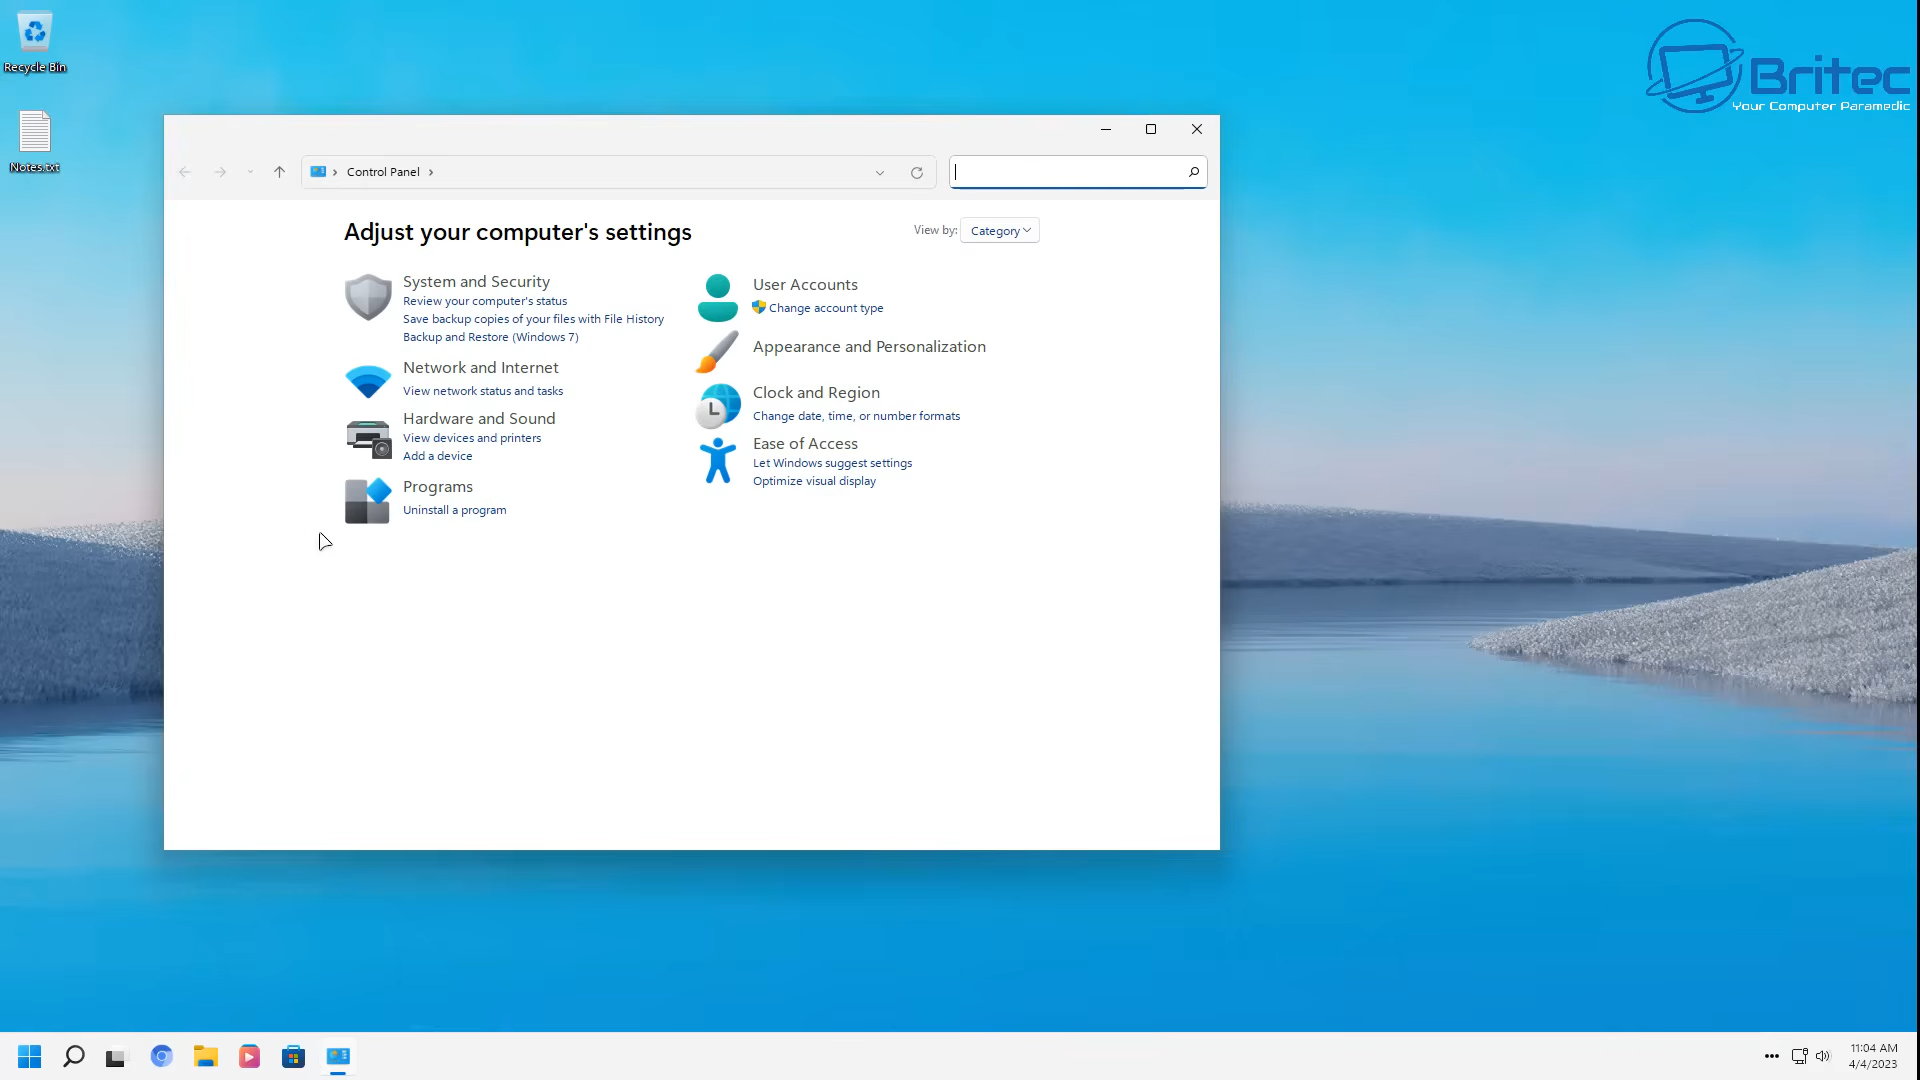 Recycle Bin
Notes.txt
Britec
Your Computer Paramedic
Control Panel
Adjust your computer's settings
View by: Category
System and Security
Review your computer's status
Save backup copies of your files with File History
Backup and Restore (Windows 7)
Network and Internet
View network status and tasks
Hardware and Sound
View devices and printers
Add a device
Programs
Uninstall a program
User Accounts
Change account type
Appearance and Personalization
Clock and Region
Change date, time, or number formats
Ease of Access
Let Windows suggest settings
Optimize visual display
11:04 AM
4/4/2023